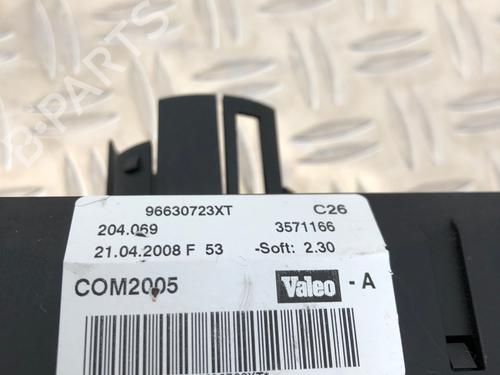 B-PARTS
96630723XT C26
204.069 3571166
21.04.2008 F 53 -Soft: 2.30
COM2005 Valeo - A